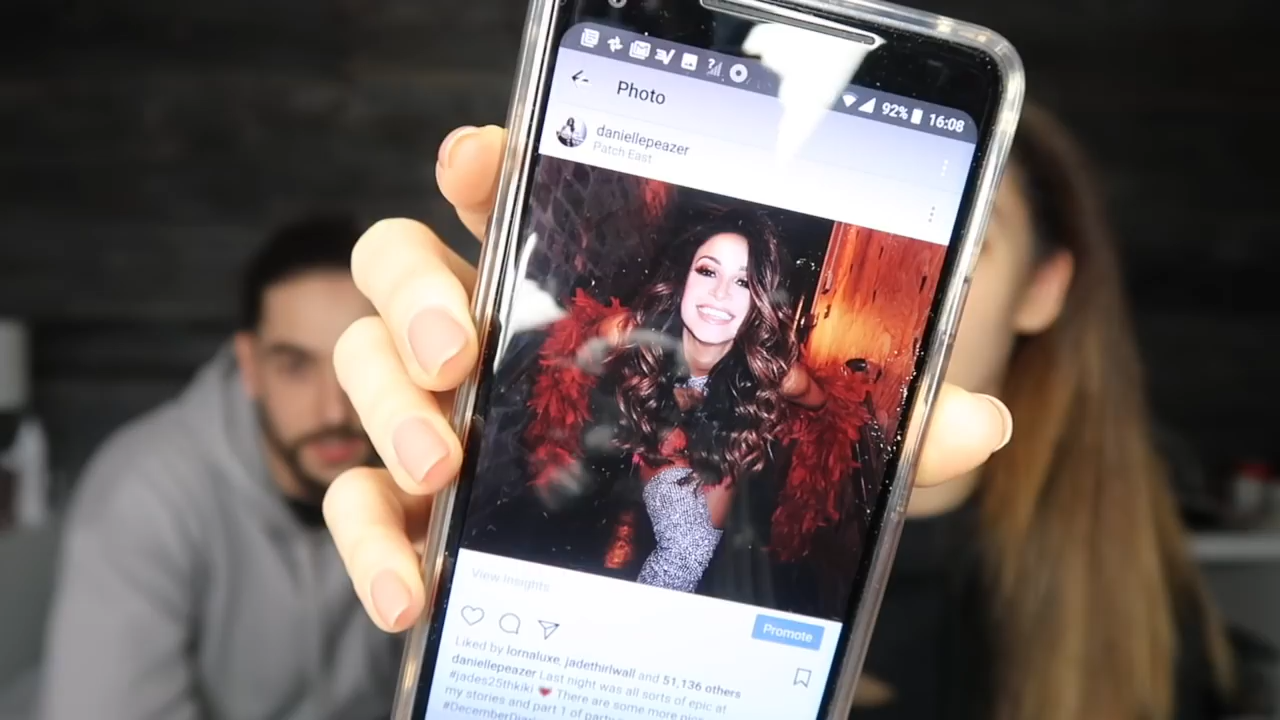 92% 16:08
Photo
daniellepeazer
Patch East
View Insights
Promote
Liked by lornaluxe, jadethirlwall and 51,136 others
daniellepeazer Last night was all sorts of epic at
#jades25thkiki ❤ There are some more
my stories and part 1 of party